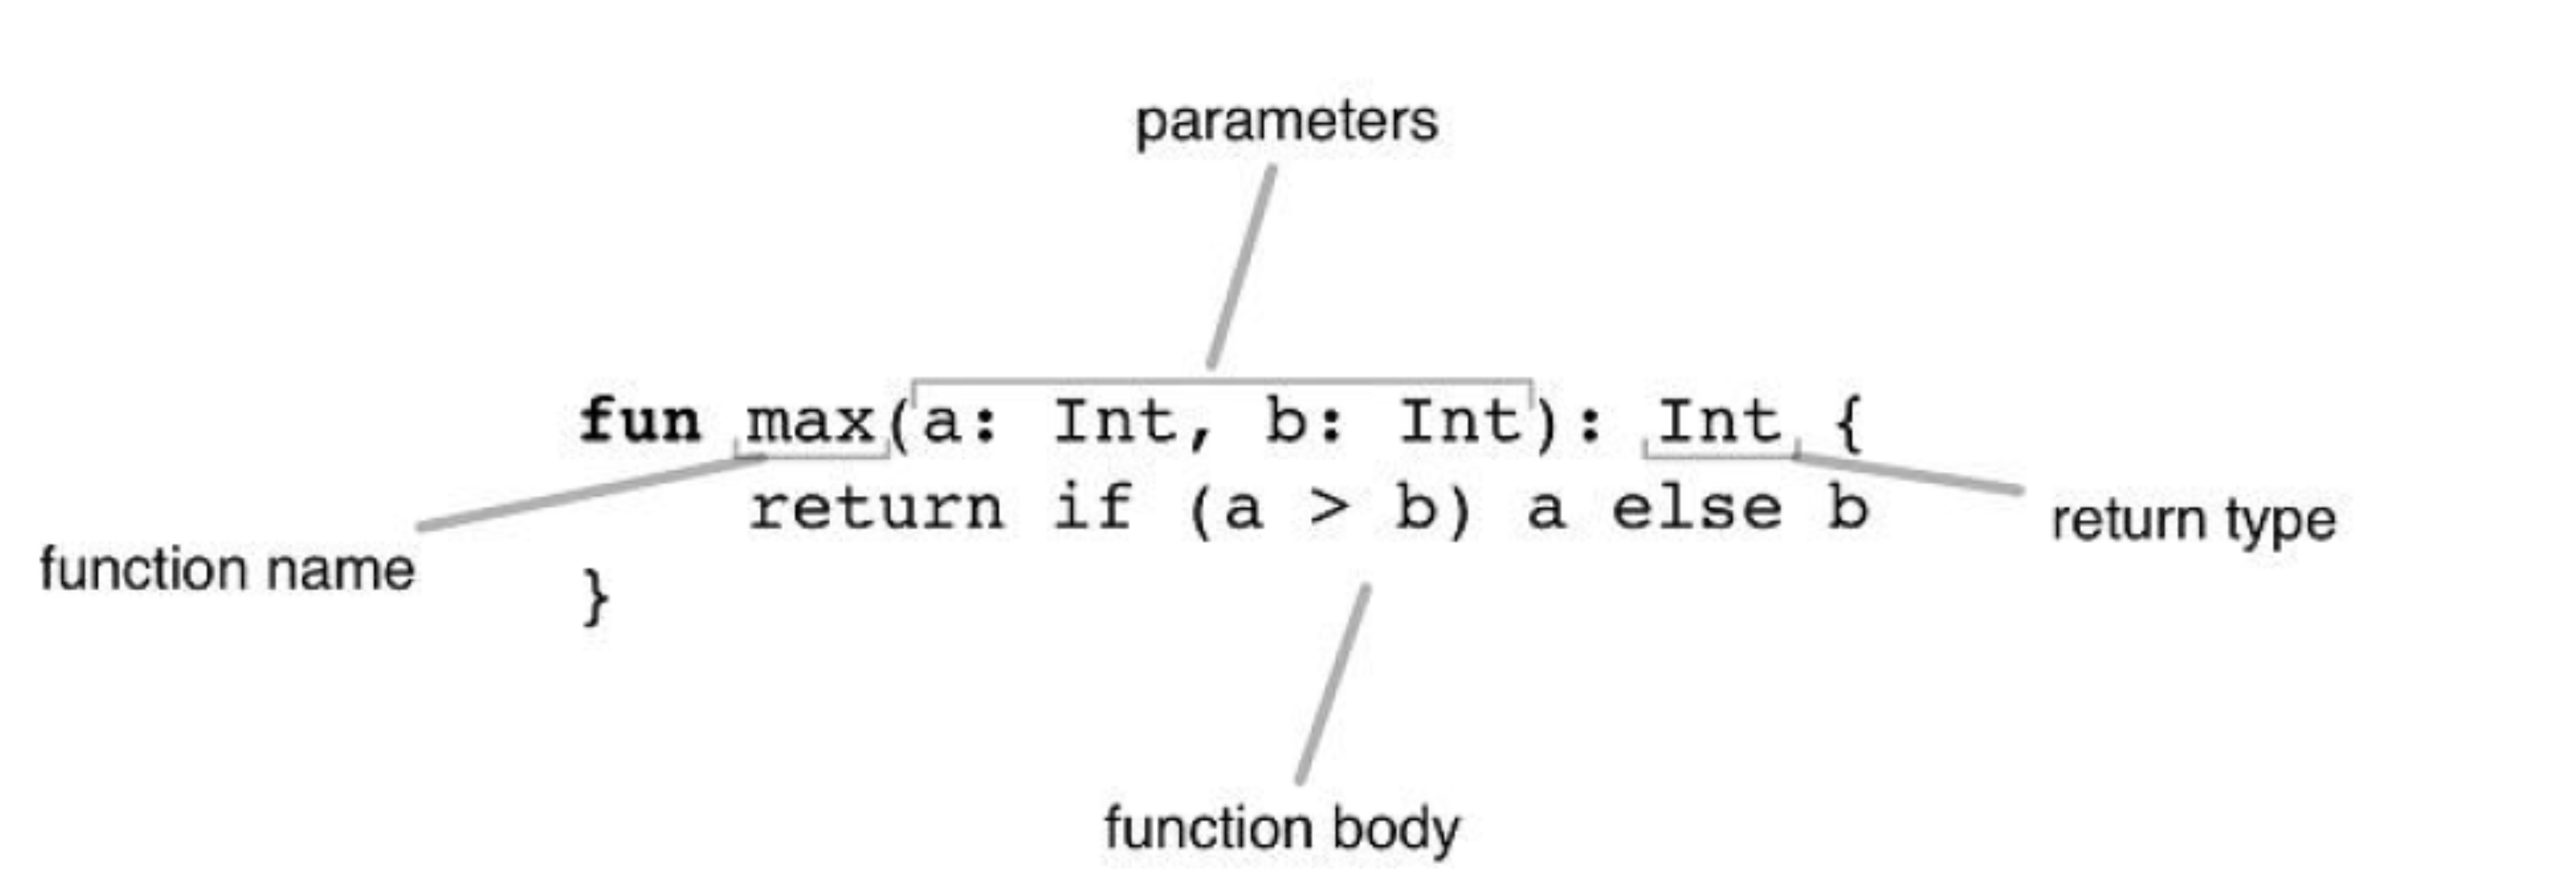 parameters
fun max(a: Int, b: Int): Int {
return if (a > b) a else b
return type
function name
}
function body